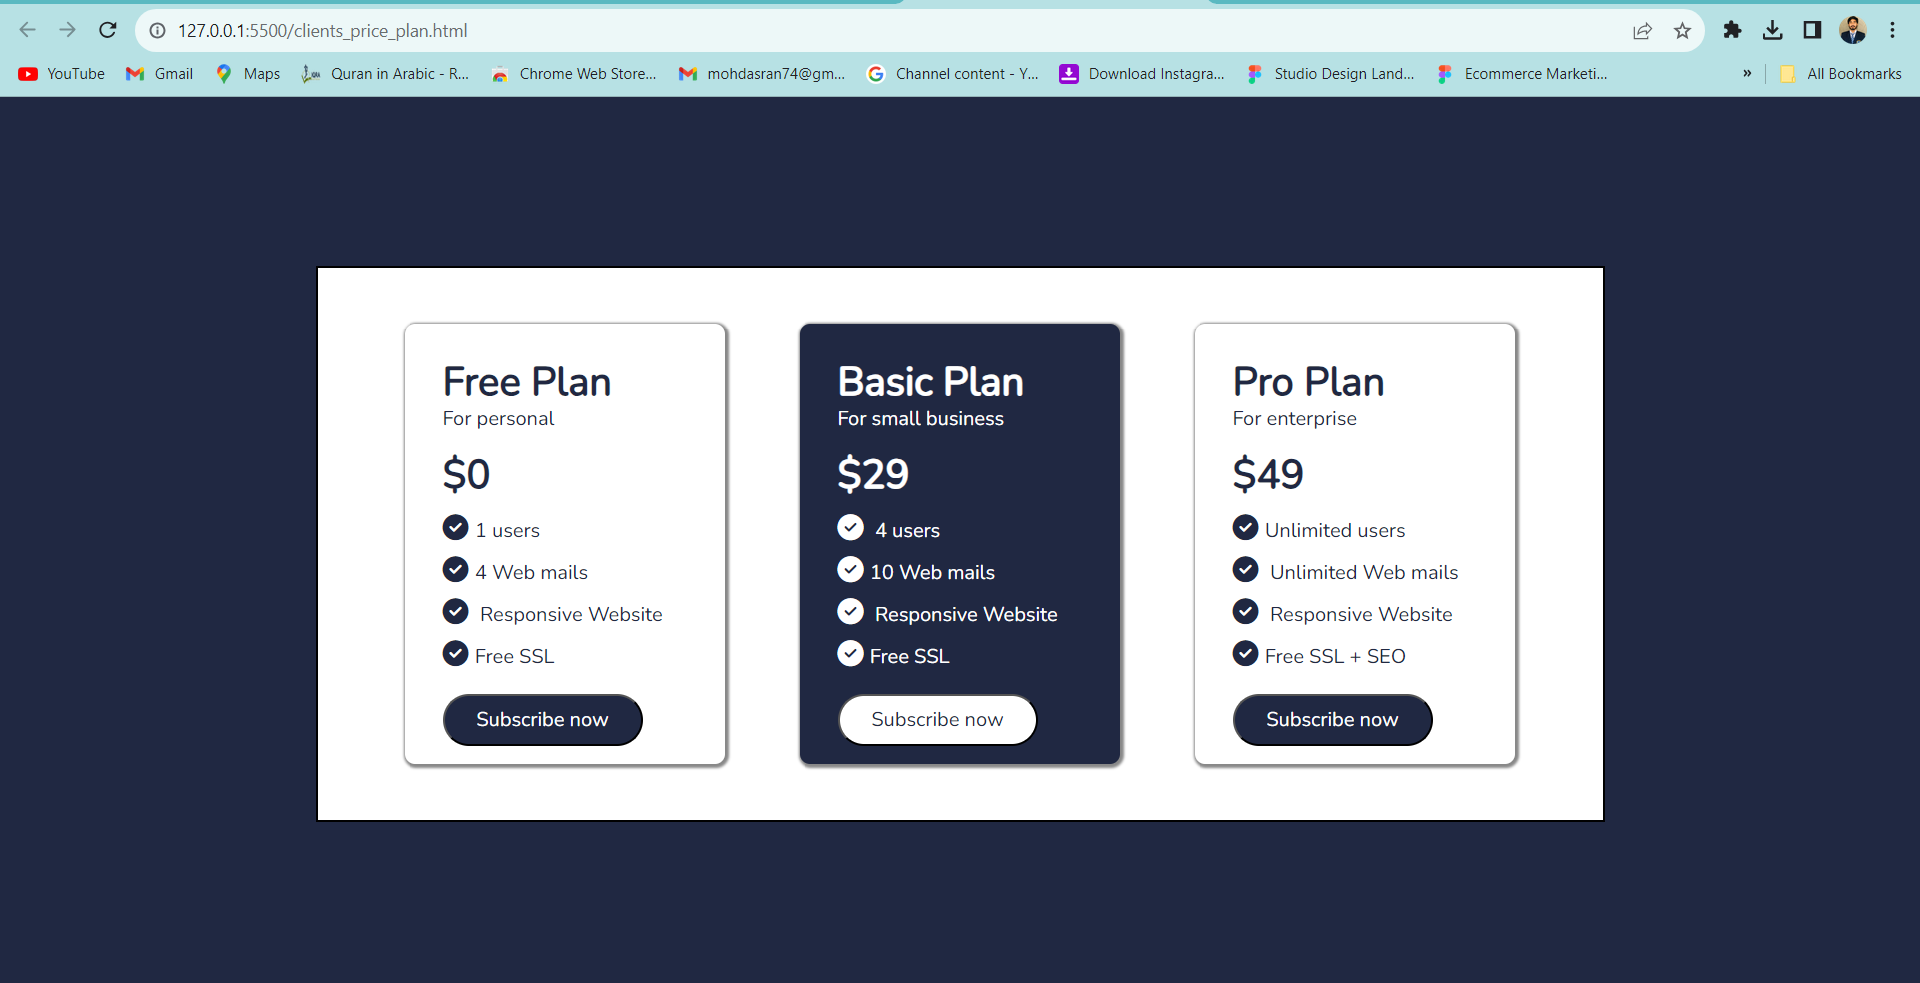 127.0.0.1:5500/clients_price_plan.html
YouTube Gmail Maps Quran in Arabic - R... Chrome Web Store... mohdasran74@gm... Channel content - Y... Download Instagra... Studio Design Land... Ecommerce Marketi... » All Bookmarks
Free Plan
For personal
$0
1 users
4 Web mails
Responsive Website
Free SSL
Subscribe now
Basic Plan
For small business
$29
4 users
10 Web mails
Responsive Website
Free SSL
Subscribe now
Pro Plan
For enterprise
$49
Unlimited users
Unlimited Web mails
Responsive Website
Free SSL + SEO
Subscribe now